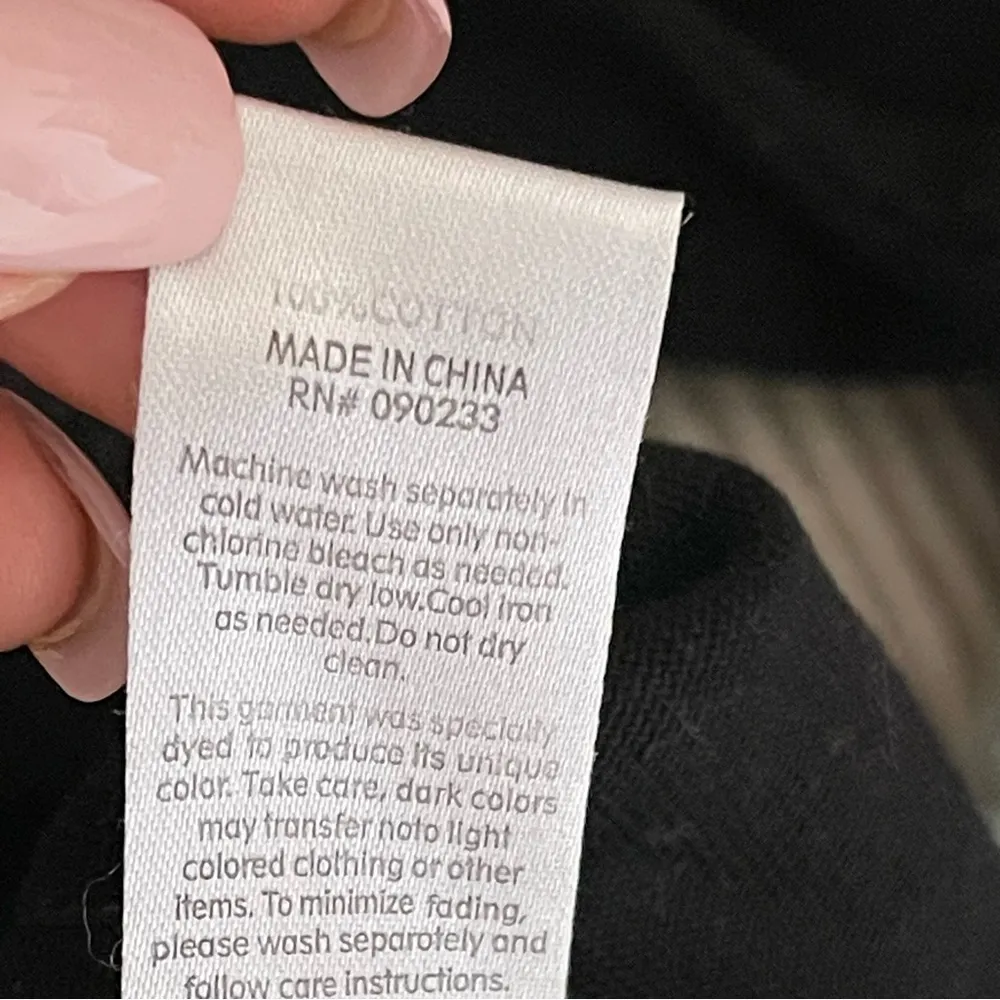 100%COTTON
MADE IN CHINA
RN# 090233
Machine wash separately in
cold water. Use only non-
chlorine bleach as needed.
Tumble dry low.Cool iron
as needed.Do not dry
clean.
This garment was specially
dyed to produce its unique
color. Take care, dark colors
may transfer noto light
colored clothing or other
items. To minimize fading,
please wash separately and
follow care instructions.